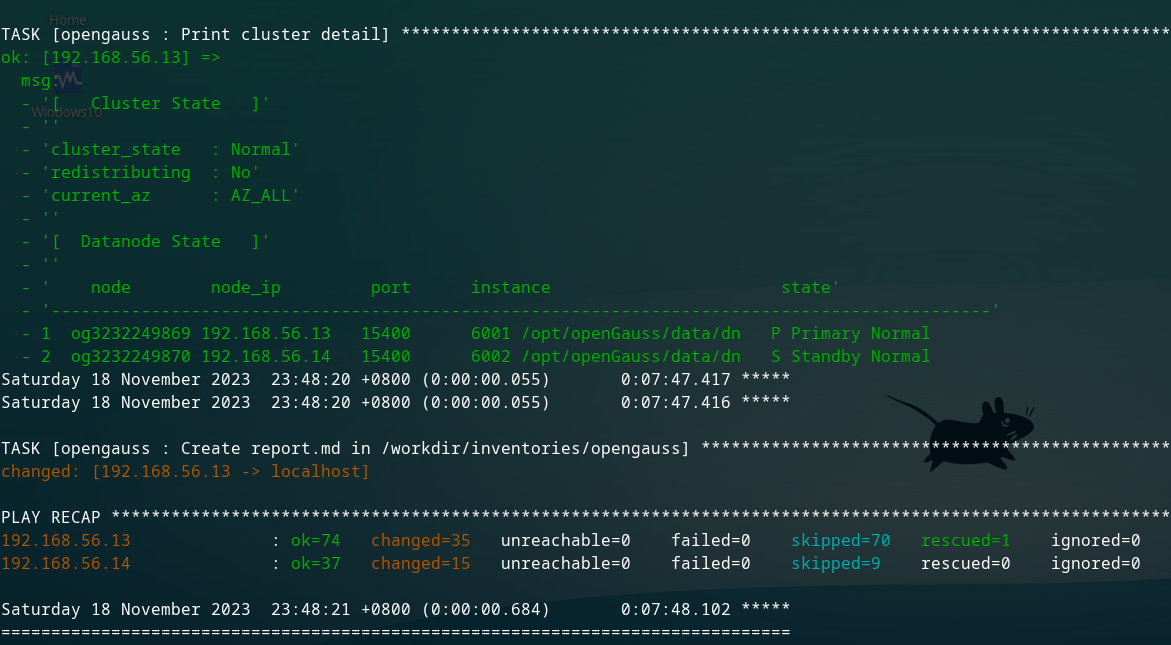 Home
TASK [opengauss : Print cluster detail] *****************************************************************************
ok: [192.168.56.13] =>
  msg:
  - '[   Cluster State   ]'
Windows10
  - ''
  - 'cluster_state   : Normal'
  - 'redistributing  : No'
  - 'current_az      : AZ_ALL'
  - ''
  - '[  Datanode State   ]'
  - ''
  - '    node        node_ip         port      instance                       state'
  - '----------------------------------------------------------------------------------------------'
  - 1  og3232249869 192.168.56.13   15400      6001 /opt/openGauss/data/dn   P Primary Normal
  - 2  og3232249870 192.168.56.14   15400      6002 /opt/openGauss/data/dn   S Standby Normal
Saturday 18 November 2023  23:48:20 +0800 (0:00:00.055)       0:07:47.417 *****
Saturday 18 November 2023  23:48:20 +0800 (0:00:00.055)       0:07:47.416 *****
TASK [opengauss : Create report.md in /workdir/inventories/opengauss] ***********************************************
changed: [192.168.56.13 -> localhost]
PLAY RECAP **********************************************************************************************************
192.168.56.13              : ok=74   changed=35   unreachable=0    failed=0    skipped=70   rescued=1    ignored=0
192.168.56.14              : ok=37   changed=15   unreachable=0    failed=0    skipped=9    rescued=0    ignored=0
Saturday 18 November 2023  23:48:21 +0800 (0:00:00.684)       0:07:48.102 *****
===============================================================================